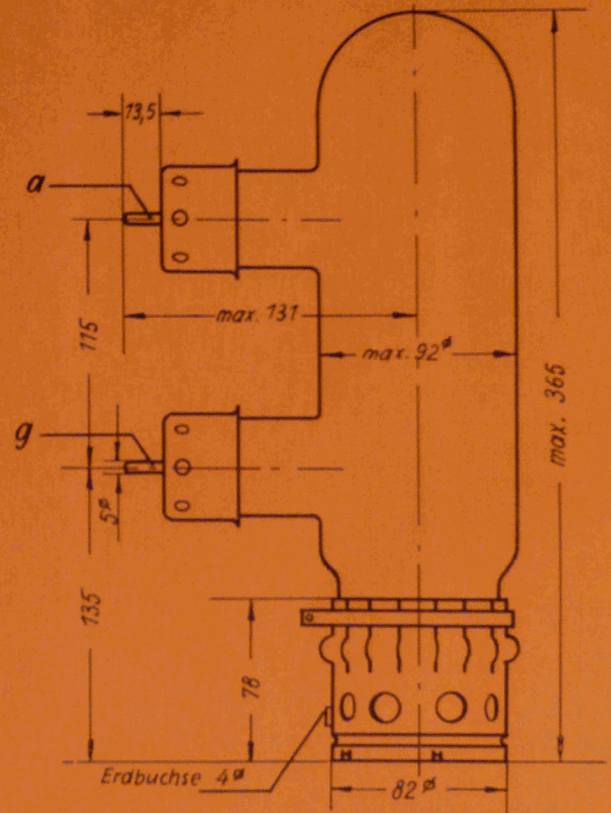 13,5
a
max. 131
115
max. 92ø
max. 365
g
5ø
135
78
Erdbuchse 4ø
82ø